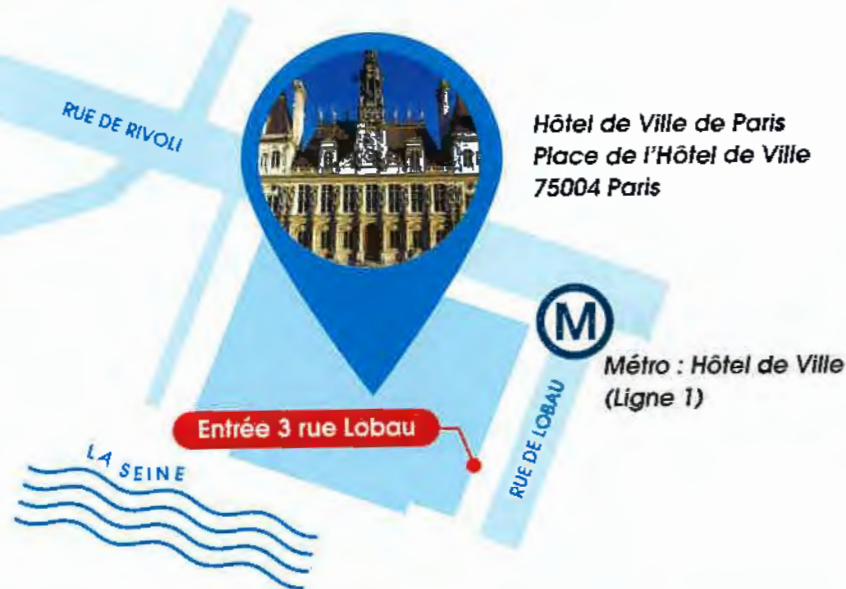 RUE DE RIVOLI
Hôtel de Ville de Paris
Place de l'Hôtel de Ville
75004 Paris
M
Métro : Hôtel de Ville
(Ligne 1)
Entrée 3 rue Lobau
RUE DE LOBAU
LA SEINE